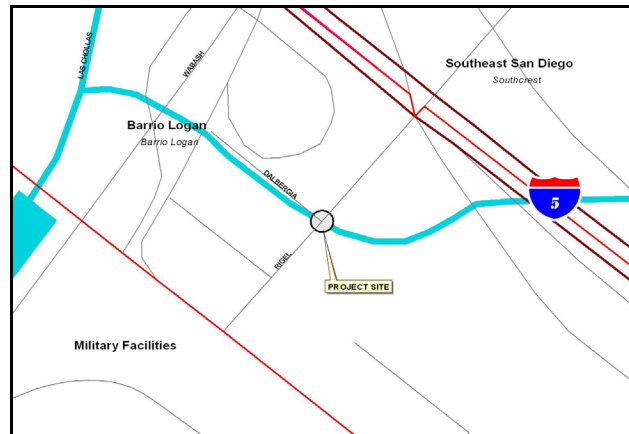 LAS CHOLLAS
WABASH
Southeast San Diego
Southcrest
Barrio Logan
Barrio Logan
DALBERGIA
5
RIGEL
PROJECT SITE
Military Facilities